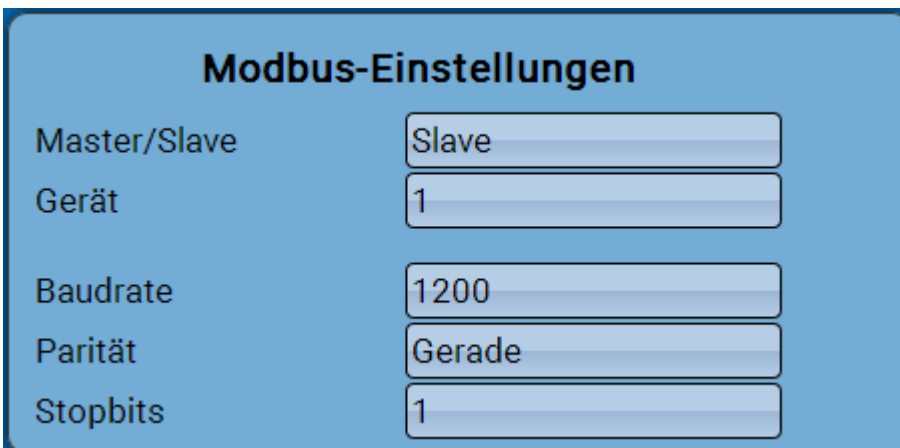 Modbus-Einstellungen
Master/Slave Slave
Gerät 1
Baudrate 1200
Parität Gerade
Stopbits 1